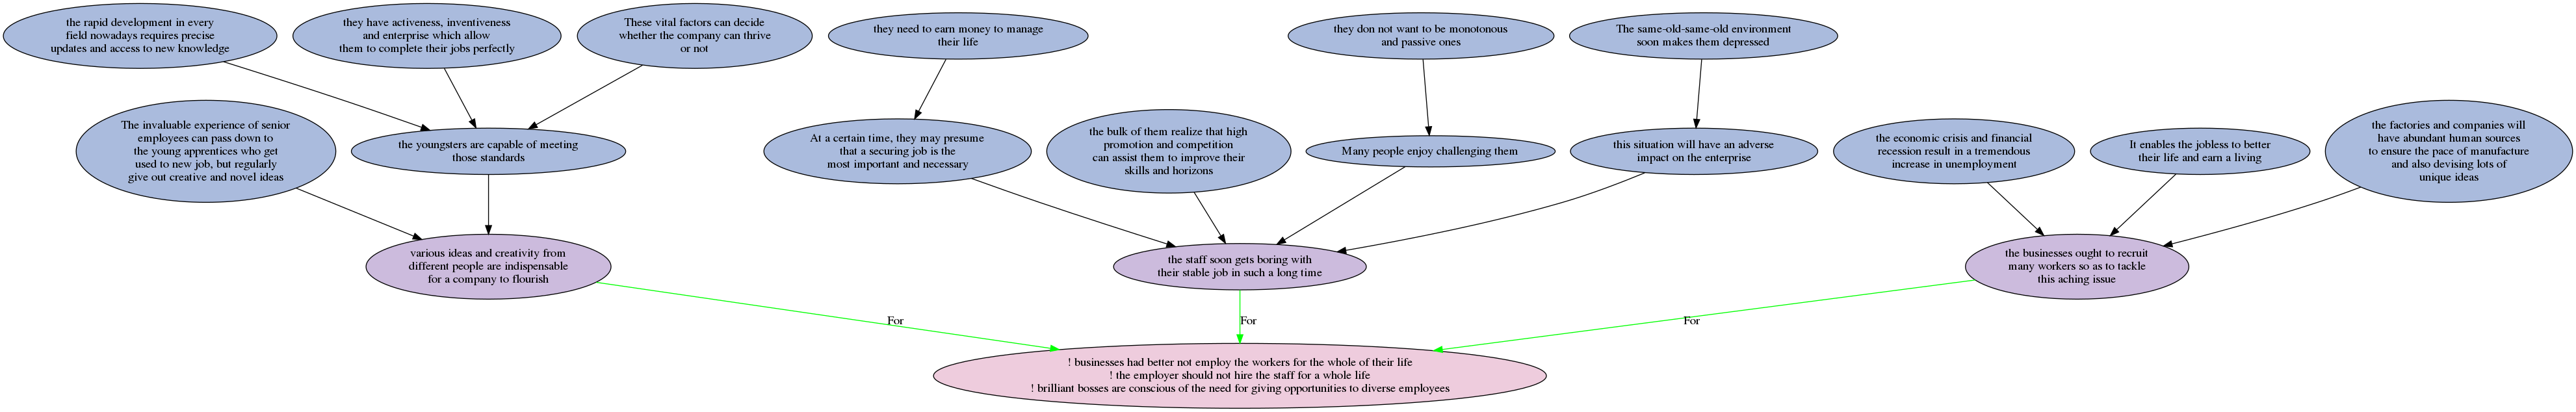 the rapid development in every
field nowadays requires precise
updates and access to new knowledge
they have activeness, inventiveness
and enterprise which allow
them to complete their jobs perfectly
These vital factors can decide
whether the company can thrive
or not
they need to earn money to manage
their life
they don not want to be monotonous
and passive ones
The same-old-same-old environment
soon makes them depressed
The invaluable experience of senior
employees can pass down to
the young apprentices who get
used to new job, but regularly
give out creative and novel ideas
the youngsters are capable of meeting
those standards
At a certain time, they may presume
that a securing job is the
most important and necessary
the bulk of them realize that high
promotion and competition
can assist them to improve their
skills and horizons
Many people enjoy challenging them
this situation will have an adverse
impact on the enterprise
the economic crisis and financial
recession result in a tremendous
increase in unemployment
It enables the jobless to better
their life and earn a living
the factories and companies will
have abundant human sources
to ensure the pace of manufacture
and also devising lots of
unique ideas
various ideas and creativity from
different people are indispensable
for a company to flourish
the staff soon gets boring with
their stable job in such a long time
the businesses ought to recruit
many workers so as to tackle
this aching issue
For
For
For
! businesses had better not employ the workers for the whole of their life
! the employer should not hire the staff for a whole life
! brilliant bosses are conscious of the need for giving opportunities to diverse employees